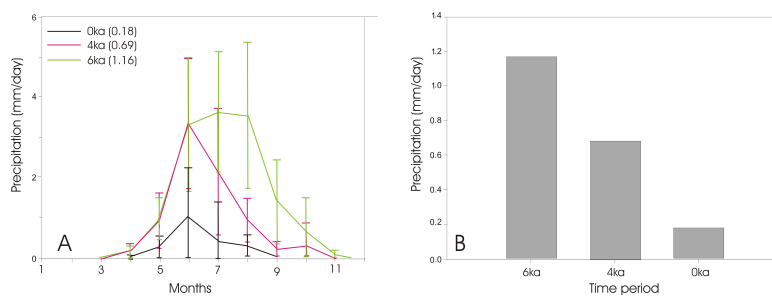 6
4
2
0
Precipitation (mm/day)
0ka (0.18)
4ka (0.69)
6ka (1.16)
A
1
3
5
7
9
11
Months
1.4
1.2
1.0
0.8
0.6
0.4
0.2
0.0
Precipitation (mm/day)
B
6ka
4ka
0ka
Time period